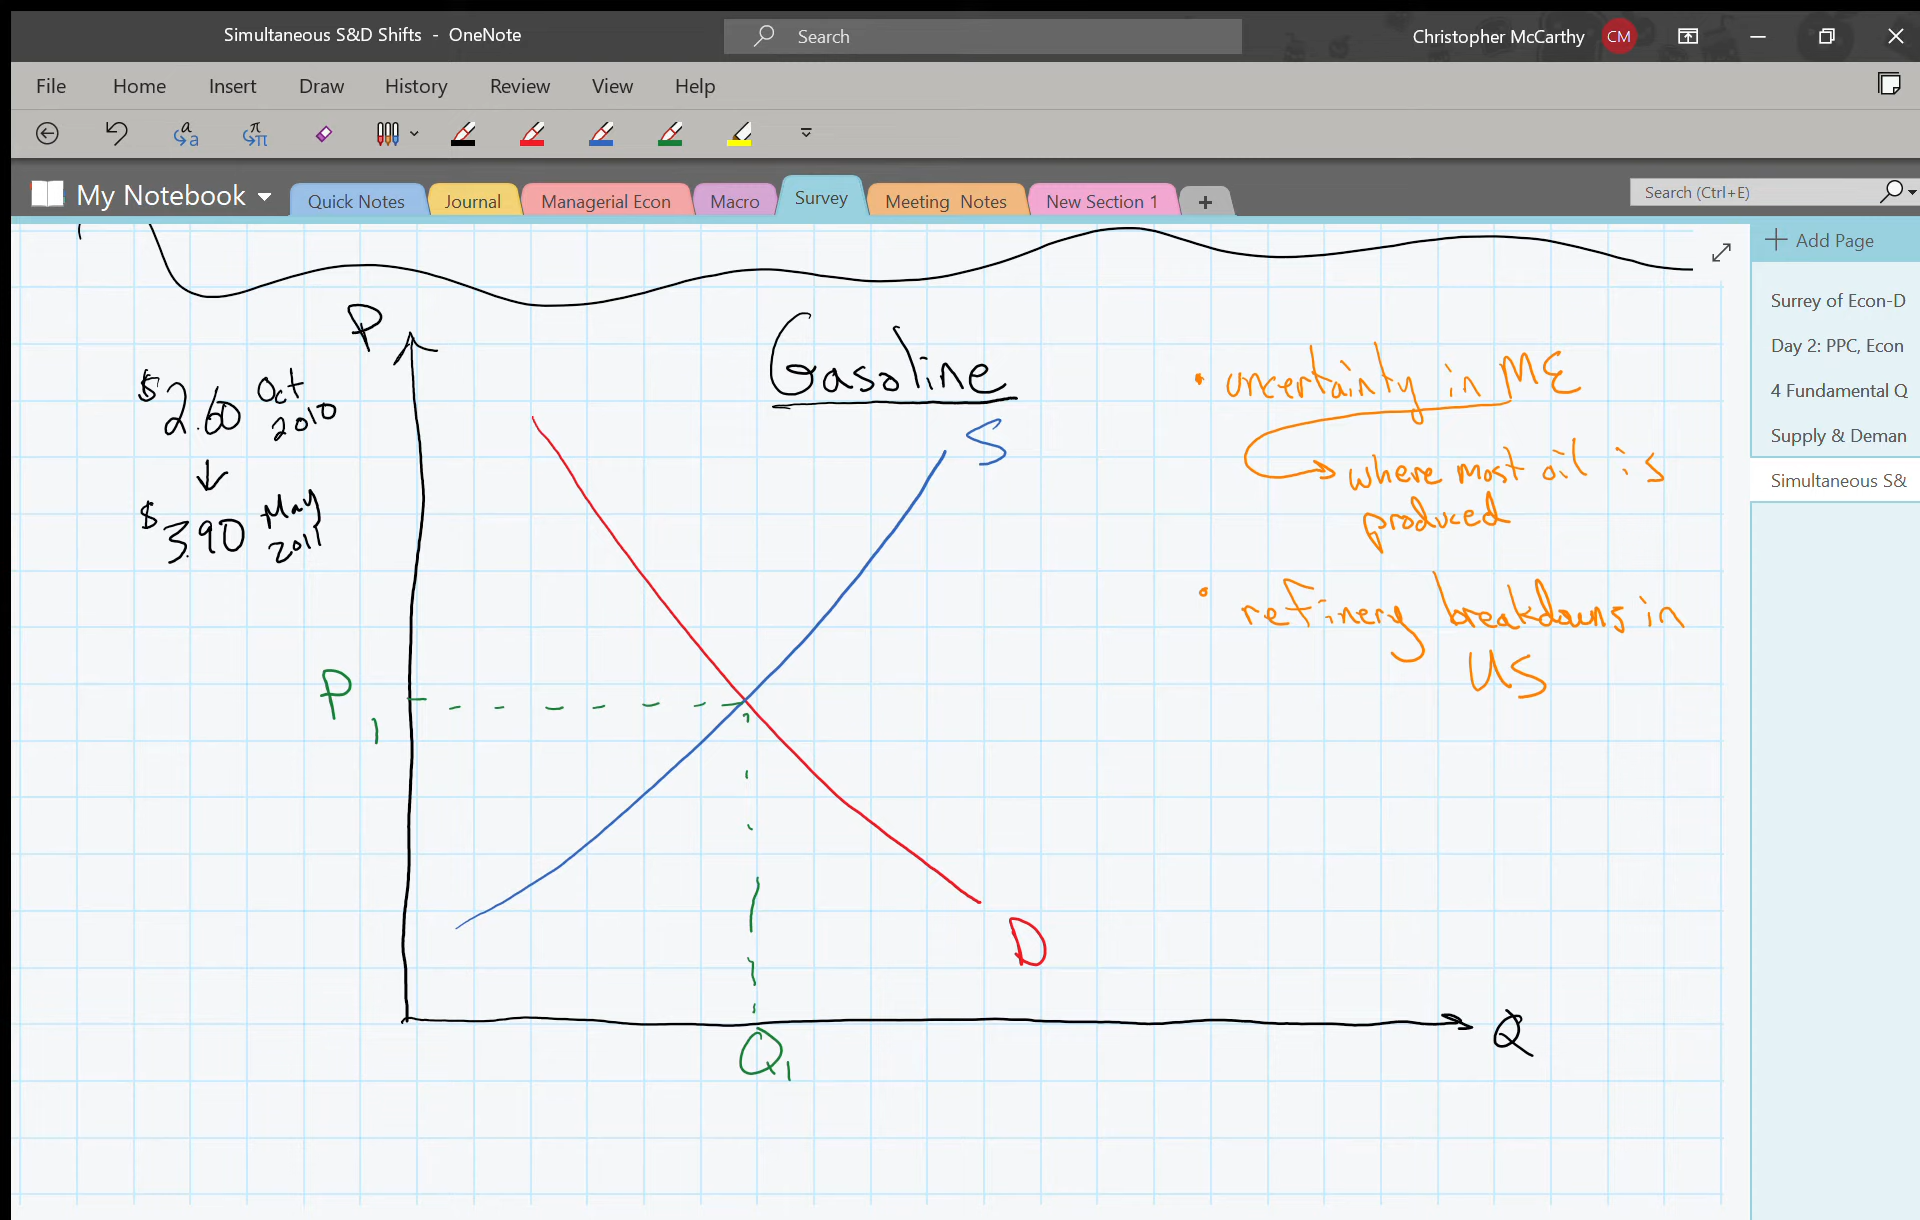 Simultaneous S&D Shifts - OneNote
Search
Christopher McCarthy CM
File Home Insert Draw History Review View Help
My Notebook
Quick Notes Journal Managerial Econ Macro Survey Meeting Notes New Section 1 +
Search (Ctrl+E)
Add Page
Surrey of Econ-D
Day 2: PPC, Econ
4 Fundamental Q
Supply & Deman
Simultaneous S&
Gasoline
P
$2.60 Oct 2010
$3.90 May 2011
S
D
P1
Q1
Q
• uncertainty in ME
where most oil is
produced
• refinery breakdowns in
US